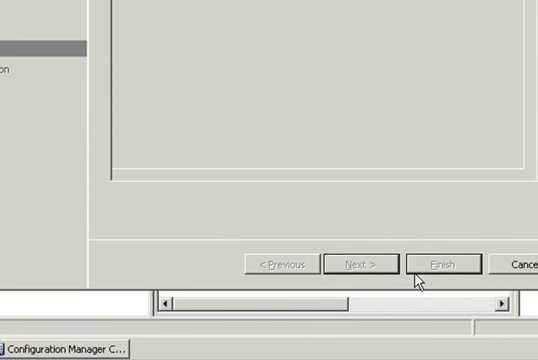 on
< Previous
Next >
Finish
Cance
Configuration Manager C...